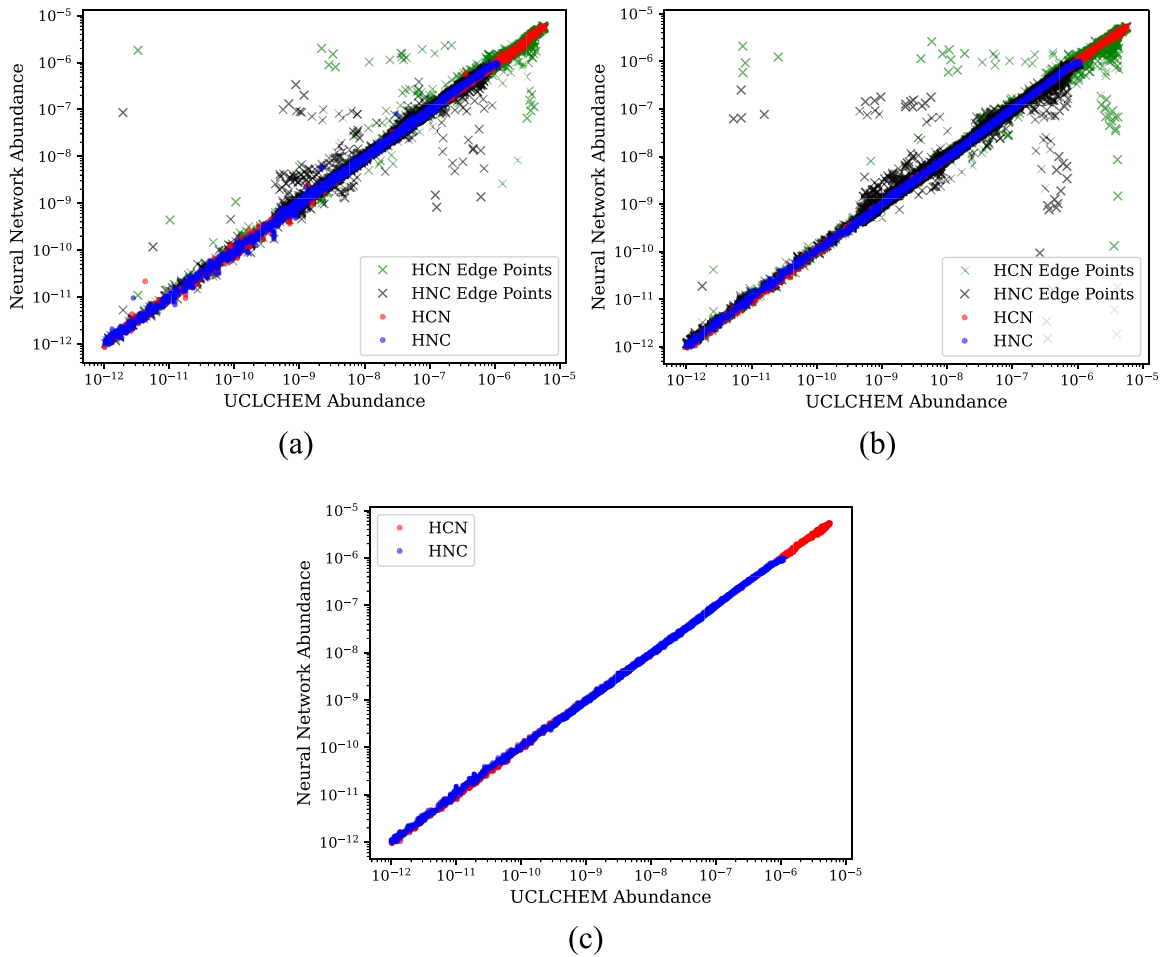 10⁻⁵
10⁻⁶
10⁻⁷
10⁻⁸
10⁻⁹
10⁻¹⁰
10⁻¹¹
10⁻¹²
Neural Network Abundance
HCN Edge Points
HNC Edge Points
HCN
HNC
10⁻¹² 10⁻¹¹ 10⁻¹⁰ 10⁻⁹ 10⁻⁸ 10⁻⁷ 10⁻⁶ 10⁻⁵
UCLCHEM Abundance
(a)
10⁻⁵
10⁻⁶
10⁻⁷
10⁻⁸
10⁻⁹
10⁻¹⁰
10⁻¹¹
10⁻¹²
Neural Network Abundance
HCN Edge Points
HNC Edge Points
HCN
HNC
10⁻¹² 10⁻¹¹ 10⁻¹⁰ 10⁻⁹ 10⁻⁸ 10⁻⁷ 10⁻⁶ 10⁻⁵
UCLCHEM Abundance
(b)
10⁻⁵
10⁻⁶
10⁻⁷
10⁻⁸
10⁻⁹
10⁻¹⁰
10⁻¹¹
10⁻¹²
Neural Network Abundance
HCN
HNC
10⁻¹² 10⁻¹¹ 10⁻¹⁰ 10⁻⁹ 10⁻⁸ 10⁻⁷ 10⁻⁶ 10⁻⁵
UCLCHEM Abundance
(c)